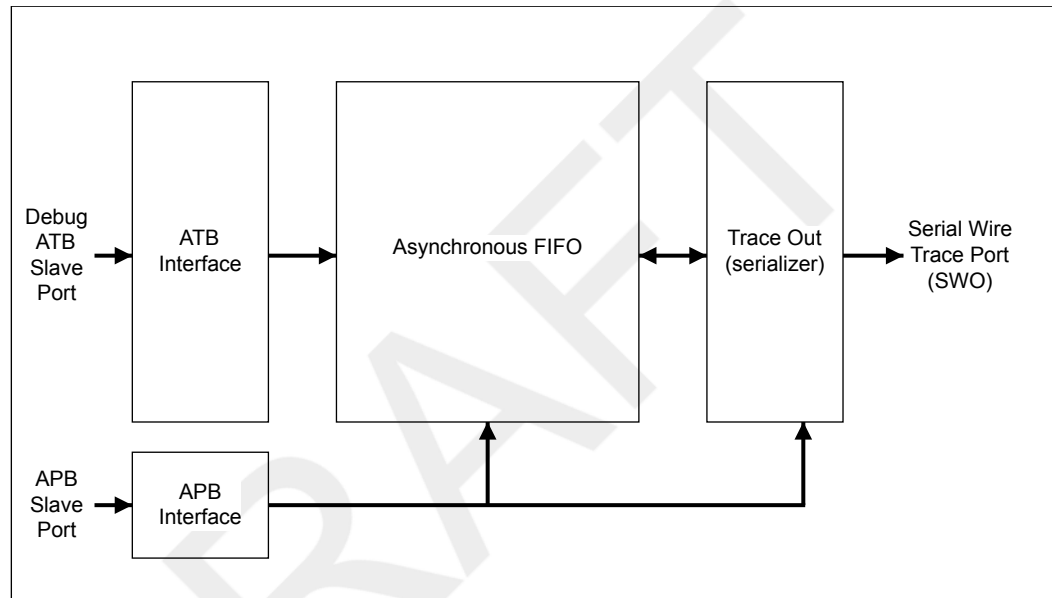 Debug
ATB
Slave
Port
ATB
Interface
Asynchronous FIFO
Trace Out
(serializer)
Serial Wire
Trace Port
(SWO)
APB
Slave
Port
APB
Interface
RAFT